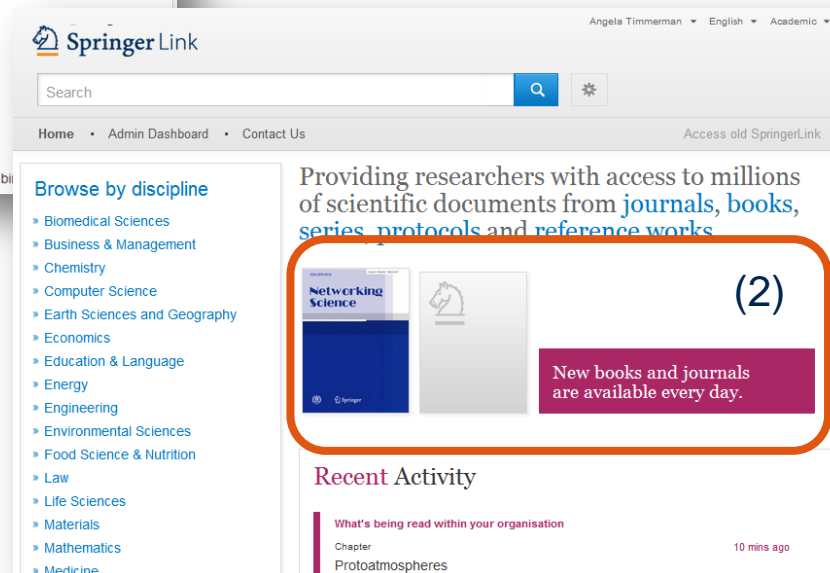 Angela Timmerman English Academic
Springer Link
Search
Home • Admin Dashboard • Contact Us
Access old SpringerLink
Browse by discipline
» Biomedical Sciences
» Business & Management
» Chemistry
» Computer Science
» Earth Sciences and Geography
» Economics
» Education & Language
» Energy
» Engineering
» Environmental Sciences
» Food Science & Nutrition
» Law
» Life Sciences
» Materials
» Mathematics
» Medicine
Providing researchers with access to millions
of scientific documents from journals, books,
series, protocols and reference works
Networking
Science
Springer
(2)
New books and journals
are available every day.
Recent Activity
What's being read within your organisation
Chapter
10 mins ago
Protoatmospheres